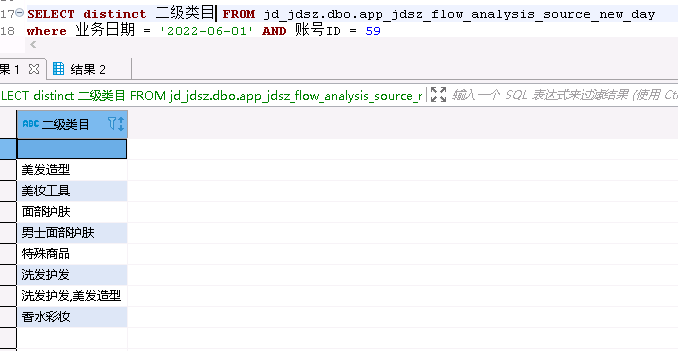 17 SELECT distinct 二级类目 FROM jd_jdsz.dbo.app_jdsz_flow_analysis_source_new_day
18 where 业务日期 = '2022-06-01' AND 账号ID = 59
果 1 结果 2
LECT distinct 二级类目 FROM jd_jdsz.dbo.app_jdsz_flow_analysis_source_r 输入一个 SQL 表达式来过滤结果 (使用 Ct
ABC 二级类目
美发造型
美妆工具
面部护肤
男士面部护肤
特殊商品
洗发护发
洗发护发,美发造型
香水彩妆